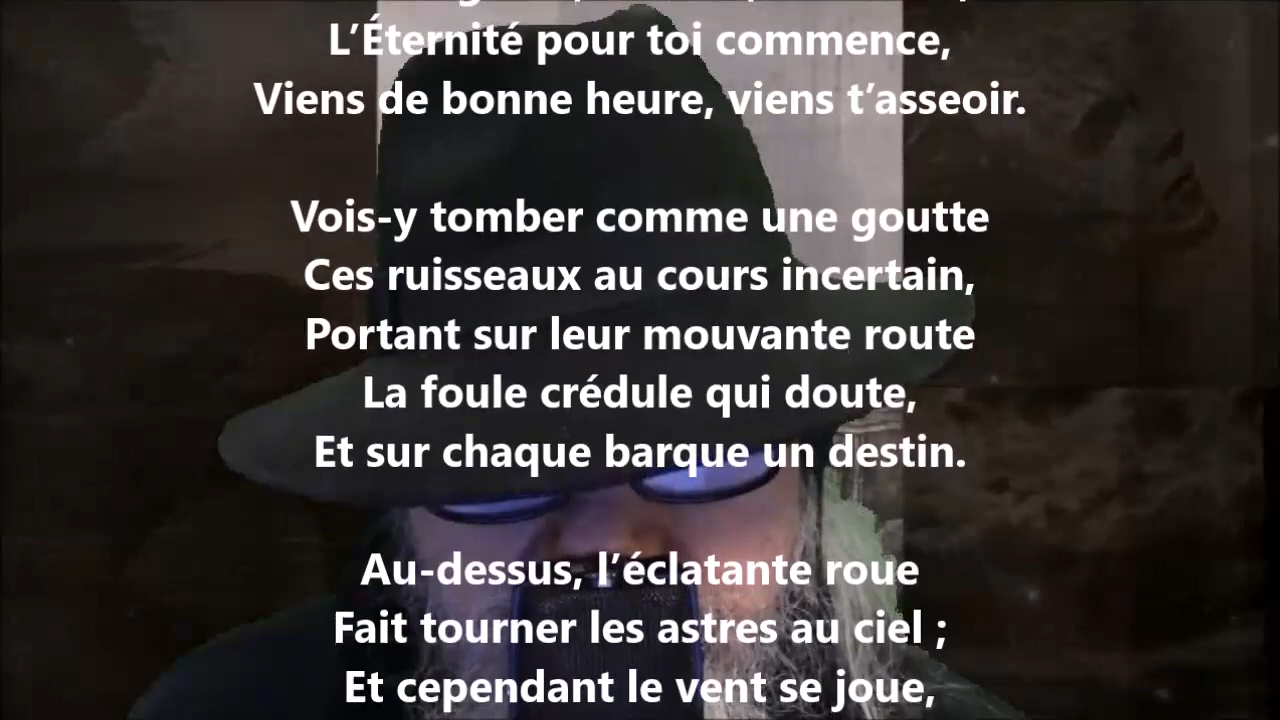 L’Éternité pour toi commence,
Viens de bonne heure, viens t’asseoir.
Vois-y tomber comme une goutte
Ces ruisseaux au cours incertain,
Portant sur leur mouvante route
La foule crédule qui doute,
Et sur chaque barque un destin.
Au-dessus, l’éclatante roue
Fait tourner les astres au ciel ;
Et cependant le vent se joue,